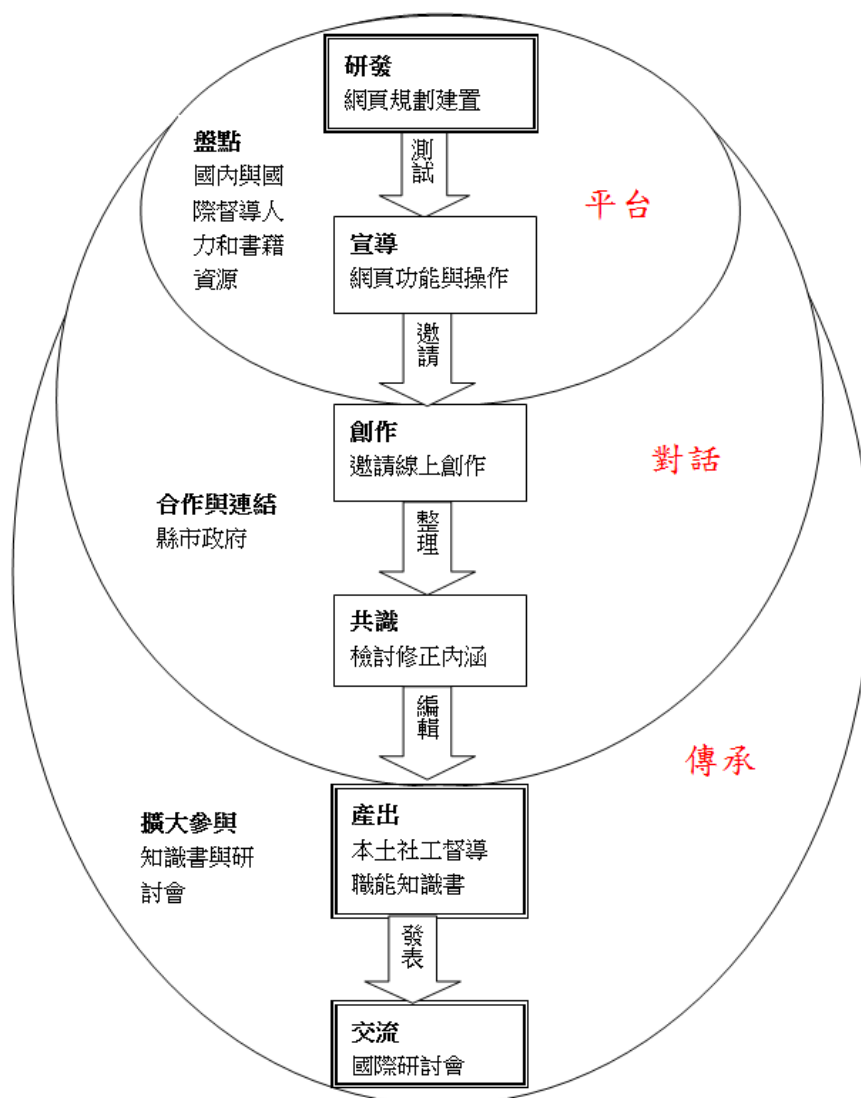 研發
網頁規劃建置
測試
盤點
國內與國
際督導人
力和書籍
資源
平台
宣導
網頁功能與操作
邀請
創作
邀請線上創作
對話
合作與連結
縣市政府
整理
共識
檢討修正內涵
編輯
傳承
擴大參與
知識書與研
討會
產出
本土社工督導
職能知識書
發表
交流
國際研討會